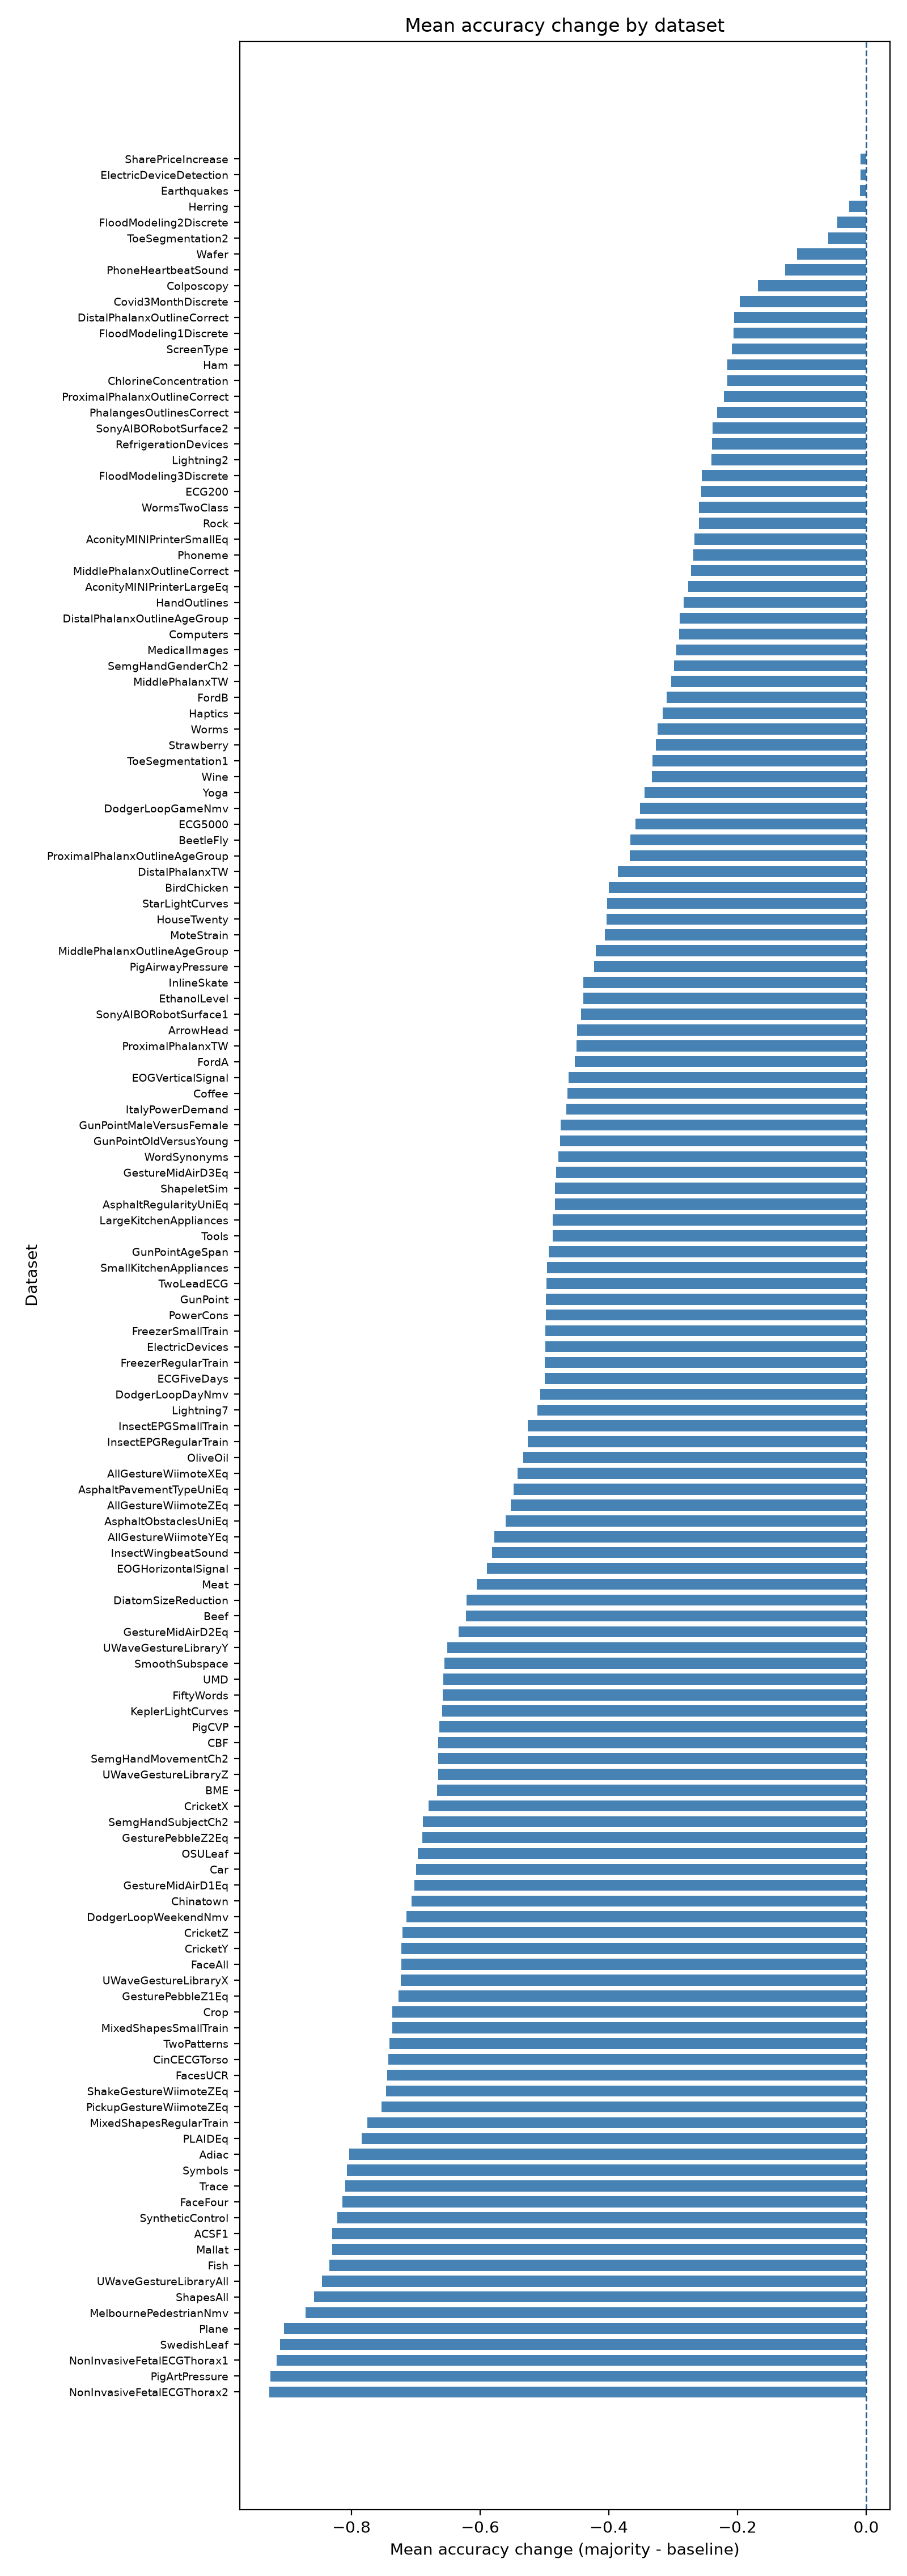 Mean accuracy change by dataset
SharePriceIncrease
ElectricDeviceDetection
Earthquakes
Herring
FloodModeling2Discrete
ToeSegmentation2
Wafer
PhoneHeartbeatSound
Colposcopy
Covid3MonthDiscrete
DistalPhalanxOutlineCorrect
FloodModeling1Discrete
ScreenType
Ham
ChlorineConcentration
ProximalPhalanxOutlineCorrect
PhalangesOutlinesCorrect
SonyAIBORobotSurface2
RefrigerationDevices
Lightning2
FloodModeling3Discrete
ECG200
WormsTwoClass
Rock
AconityMINIPrinterSmallEq
Phoneme
MiddlePhalanxOutlineCorrect
AconityMINIPrinterLargeEq
HandOutlines
DistalPhalanxOutlineAgeGroup
Computers
MedicalImages
SemgHandGenderCh2
MiddlePhalanxTW
FordB
Haptics
Worms
Strawberry
ToeSegmentation1
Wine
Yoga
DodgerLoopGameNmv
ECG5000
BeetleFly
ProximalPhalanxOutlineAgeGroup
DistalPhalanxTW
BirdChicken
StarLightCurves
HouseTwenty
MoteStrain
MiddlePhalanxOutlineAgeGroup
PigAirwayPressure
InlineSkate
EthanolLevel
SonyAIBORobotSurface1
ArrowHead
ProximalPhalanxTW
FordA
EOGVerticalSignal
Coffee
ItalyPowerDemand
GunPointMaleVersusFemale
GunPointOldVersusYoung
WordSynonyms
GestureMidAirD3Eq
ShapeletSim
AsphaltRegularityUniEq
LargeKitchenAppliances
Tools
GunPointAgeSpan
SmallKitchenAppliances
TwoLeadECG
GunPoint
PowerCons
FreezerSmallTrain
ElectricDevices
FreezerRegularTrain
ECGFiveDays
DodgerLoopDayNmv
Lightning7
InsectEPGSmallTrain
InsectEPGRegularTrain
OliveOil
AllGestureWiimoteXEq
AsphaltPavementTypeUniEq
AllGestureWiimoteZEq
AsphaltObstaclesUniEq
AllGestureWiimoteYEq
InsectWingbeatSound
EOGHorizontalSignal
Meat
DiatomSizeReduction
Beef
GestureMidAirD2Eq
UWaveGestureLibraryY
SmoothSubspace
UMD
FiftyWords
KeplerLightCurves
PigCVP
CBF
SemgHandMovementCh2
UWaveGestureLibraryZ
BME
CricketX
SemgHandSubjectCh2
GesturePebbleZ2Eq
OSULeaf
Car
GestureMidAirD1Eq
Chinatown
DodgerLoopWeekendNmv
CricketZ
CricketY
FaceAll
UWaveGestureLibraryX
GesturePebbleZ1Eq
Crop
MixedShapesSmallTrain
TwoPatterns
CinCECGTorso
FacesUCR
ShakeGestureWiimoteZEq
PickupGestureWiimoteZEq
MixedShapesRegularTrain
PLAIDEq
Adiac
Symbols
Trace
FaceFour
SyntheticControl
ACSF1
Mallat
Fish
UWaveGestureLibraryAll
ShapesAll
MelbournePedestrianNmv
Plane
SwedishLeaf
NonInvasiveFetalECGThorax1
PigArtPressure
NonInvasiveFetalECGThorax2
Dataset
−0.8 −0.6 −0.4 −0.2 0.0
Mean accuracy change (majority - baseline)